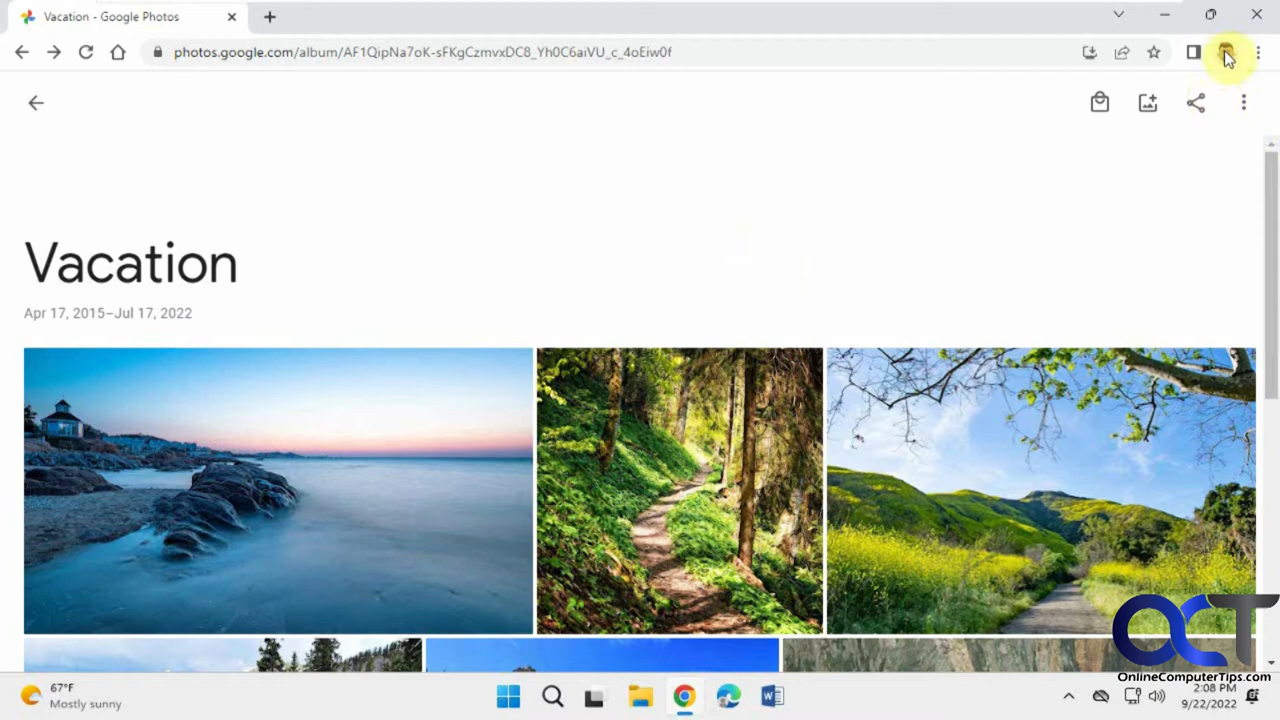 Vacation - Google Photos
photos.google.com/album/AF1QipNa7oK-sFKgCzmvxDC8_Yh0C6aiVU_c_4oEiw0f
Vacation
Apr 17, 2015–Jul 17, 2022
OCT
OnlineComputerTips.com
67°F
Mostly sunny
2:08 PM
9/22/2022